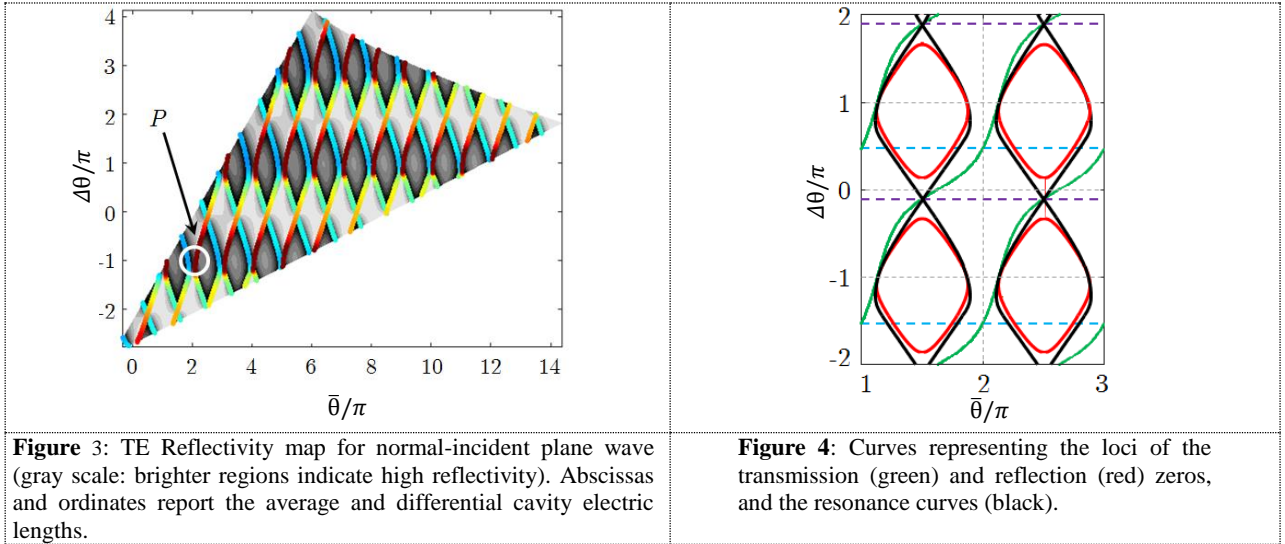 4
3
2
1
0
-1
-2
Δθ/π
P
0
2
4
6
8
10
12
14
θ̄/π
2
1
0
-1
-2
Δθ/π
1
2
3
θ̄/π
Figure 3: TE Reflectivity map for normal-incident plane wave
(gray scale: brighter regions indicate high reflectivity). Abscissas
and ordinates report the average and differential cavity electric
lengths.
Figure 4: Curves representing the loci of the
transmission (green) and reflection (red) zeros,
and the resonance curves (black).